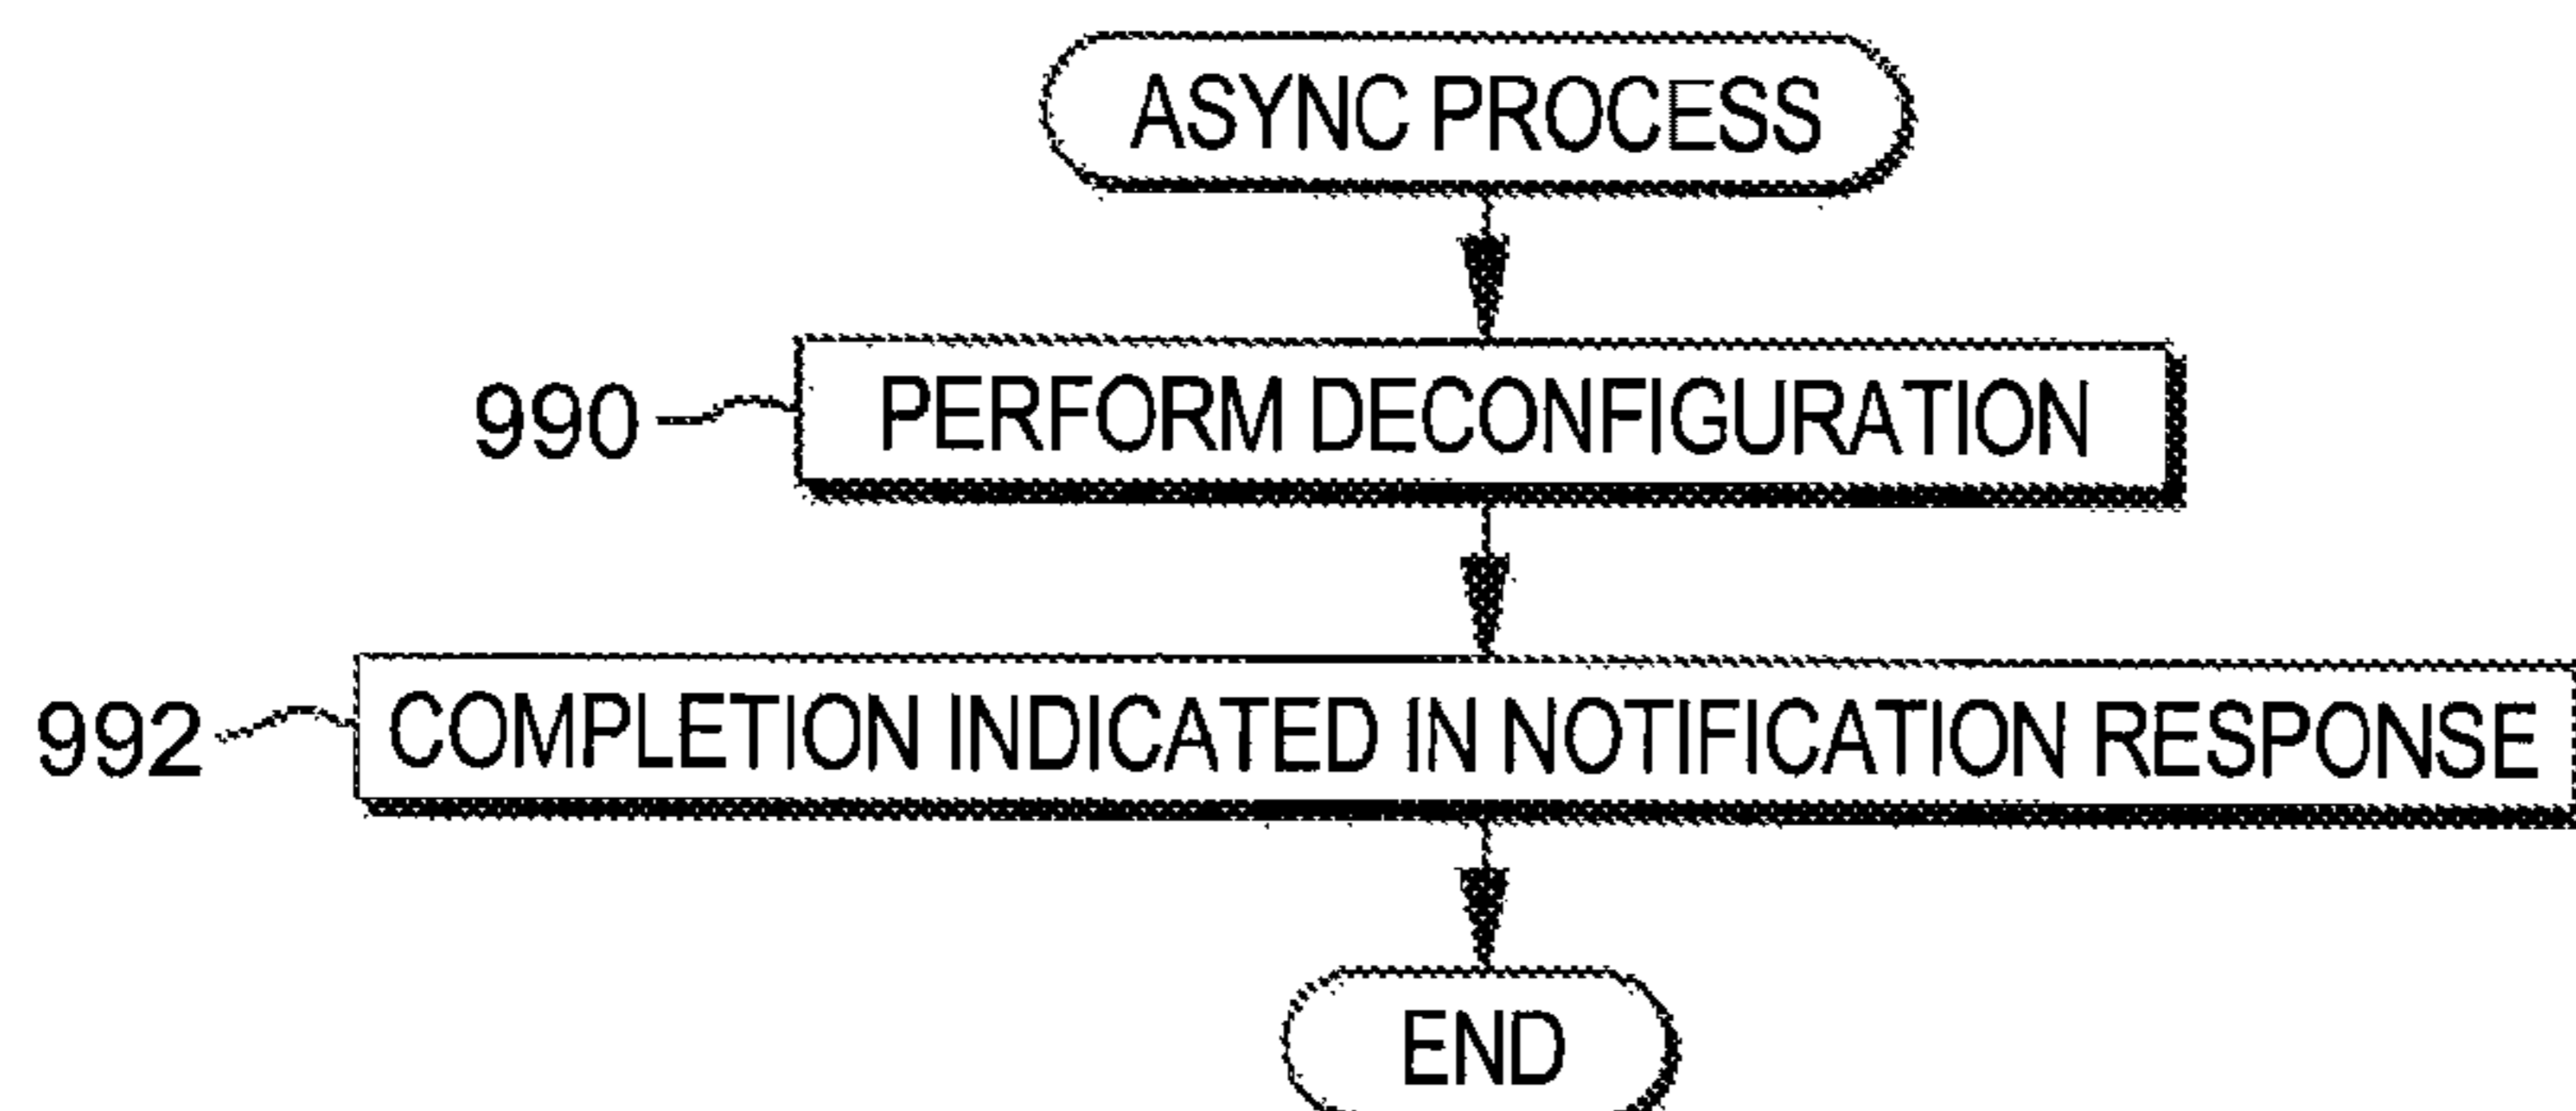 ASYNC PROCESS
990 PERFORM DECONFIGURATION
992 COMPLETION INDICATED IN NOTIFICATION RESPONSE
END